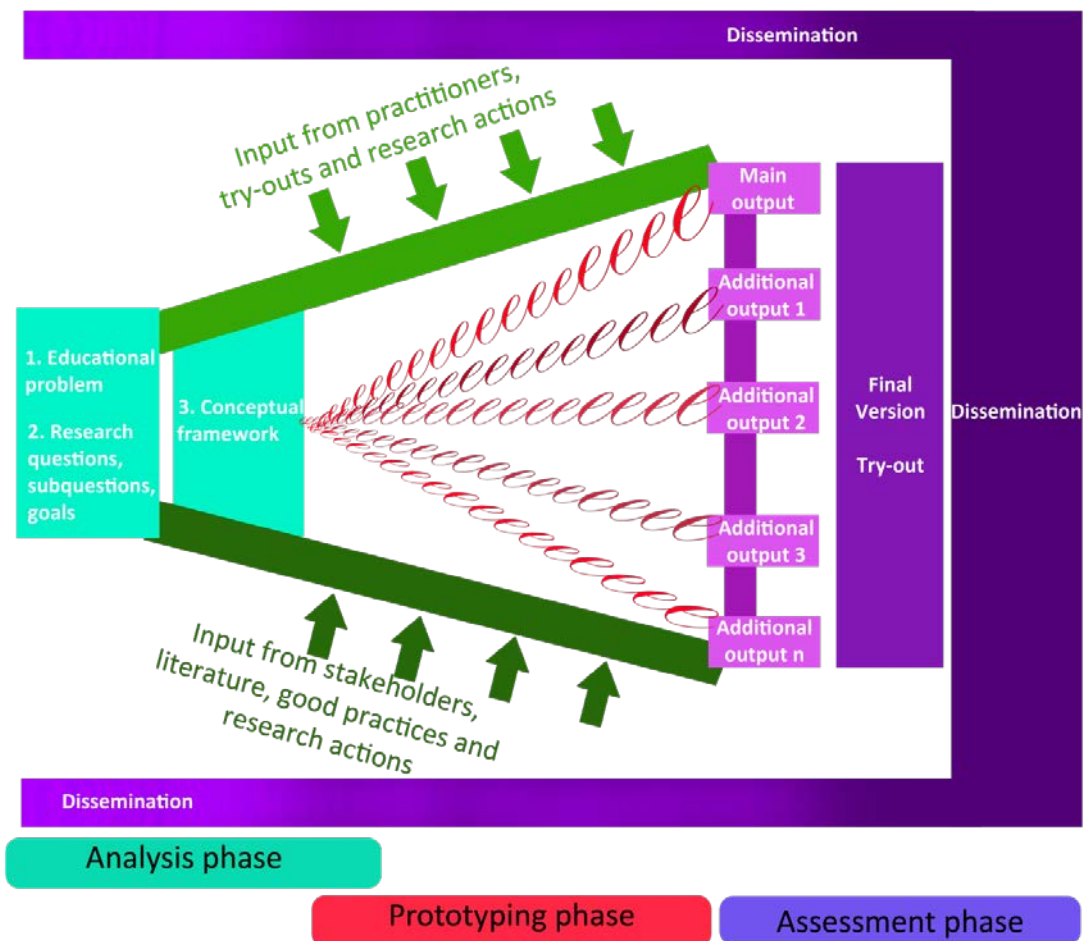 Dissemination
Input from practitioners,
try-outs and research actions
Main
output
Additional
output 1
1. Educational
problem
2. Research
questions,
subquestions,
goals
3. Conceptual
framework
Additional
output 2
Additional
output 3
Additional
output n
Final
Version
Try-out
Dissemination
Input from stakeholders,
literature, good practices and
research actions
Dissemination
Analysis phase
Prototyping phase
Assessment phase